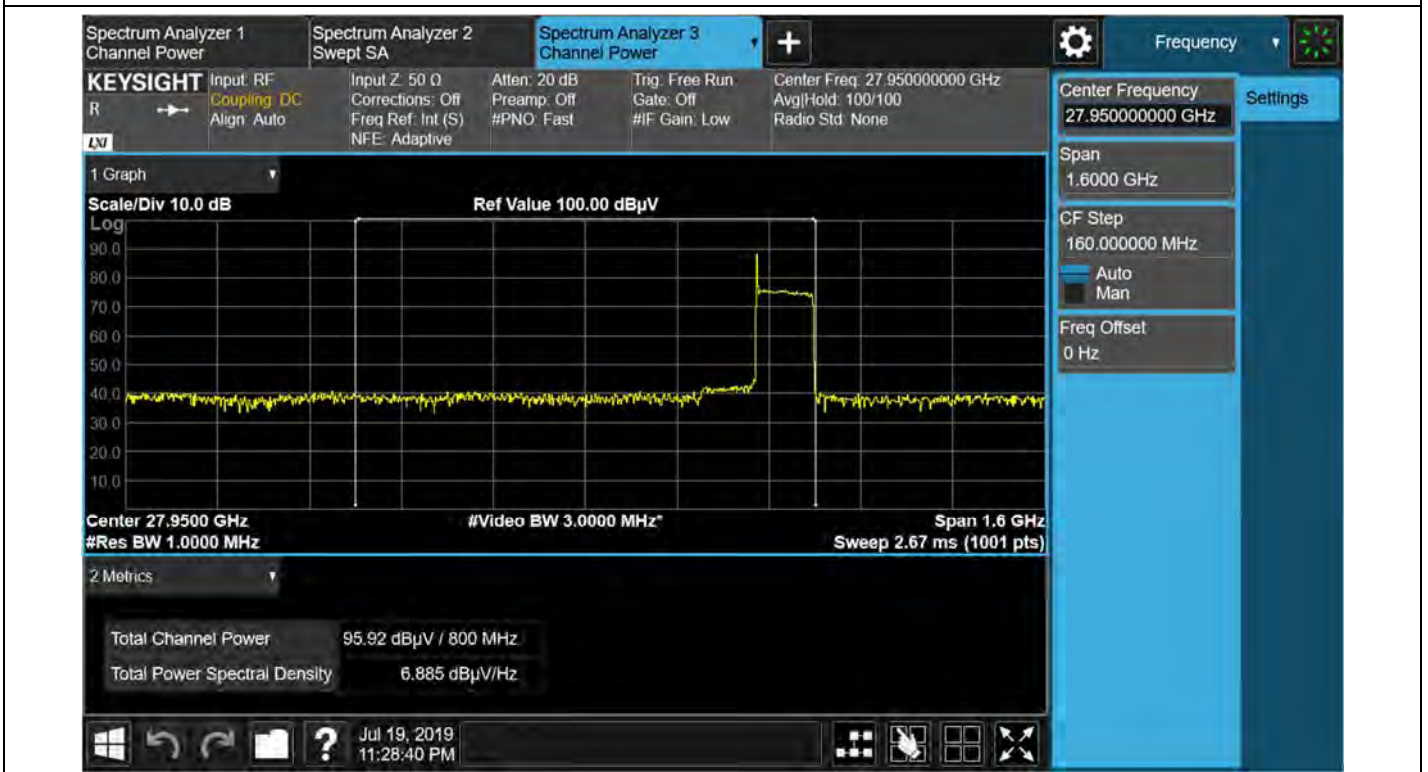 Spectrum Analyzer 1
Channel Power
Spectrum Analyzer 2
Swept SA
Spectrum Analyzer 3
Channel Power
Frequency
KEYSIGHT
R
LXI
Input: RF
Coupling: DC
Align: Auto
Input Z: 50 Ω
Corrections: Off
Freq Ref: Int (S)
NFE: Adaptive
Atten: 20 dB
Preamp: Off
#PNO: Fast
Trig: Free Run
Gate: Off
#IF Gain: Low
Center Freq: 27.950000000 GHz
Avg|Hold: 100/100
Radio Std: None
Center Frequency
27.950000000 GHz
Settings
Span
1.6000 GHz
CF Step
160.000000 MHz
Auto
Man
Freq Offset
0 Hz
1 Graph
Scale/Div 10.0 dB
Ref Value 100.00 dBµV
Log
90.0
80.0
70.0
60.0
50.0
40.0
30.0
20.0
10.0
Center 27.9500 GHz
#Video BW 3.0000 MHz*
Span 1.6 GHz
#Res BW 1.0000 MHz
Sweep 2.67 ms (1001 pts)
2 Metrics
Total Channel Power 95.92 dBµV / 800 MHz
Total Power Spectral Density 6.885 dBµV/Hz
?
Jul 19, 2019
11:28:40 PM